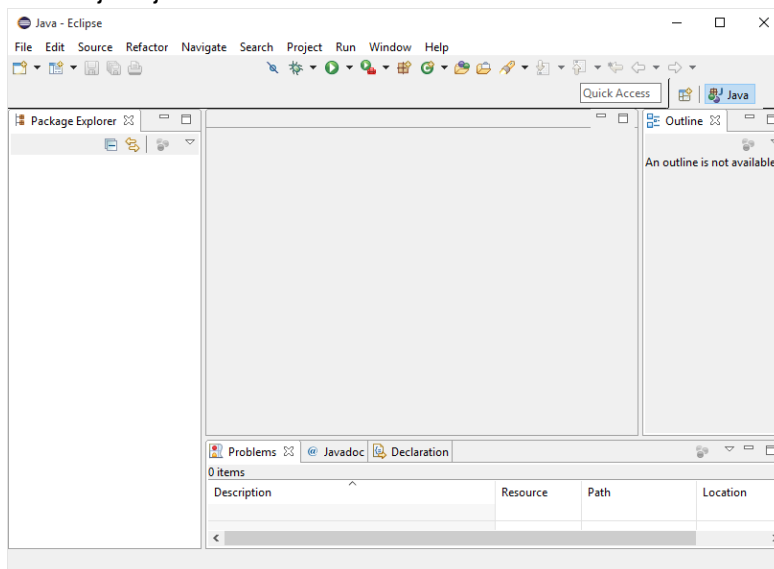 Java - Eclipse
File Edit Source Refactor Navigate Search Project Run Window Help
Quick Access
Java
Package Explorer
Outline
An outline is not available
Problems @ Javadoc Declaration
0 items
Description Resource Path Location